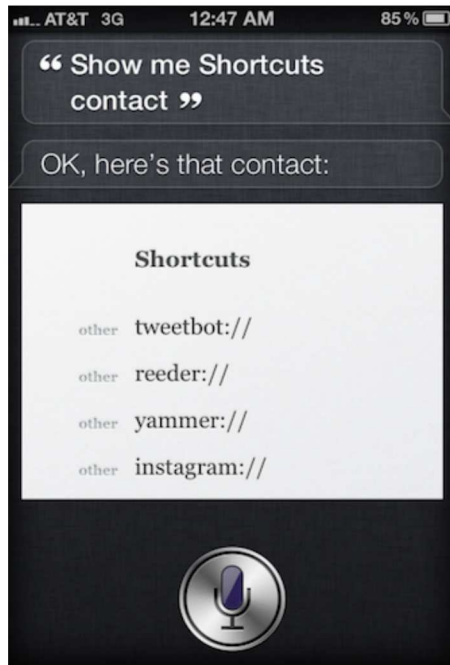 AT&T 3G 12:47 AM 85%
“ Show me Shortcuts
contact ”
OK, here's that contact:
Shortcuts
other tweetbot://
other reeder://
other yammer://
other instagram://